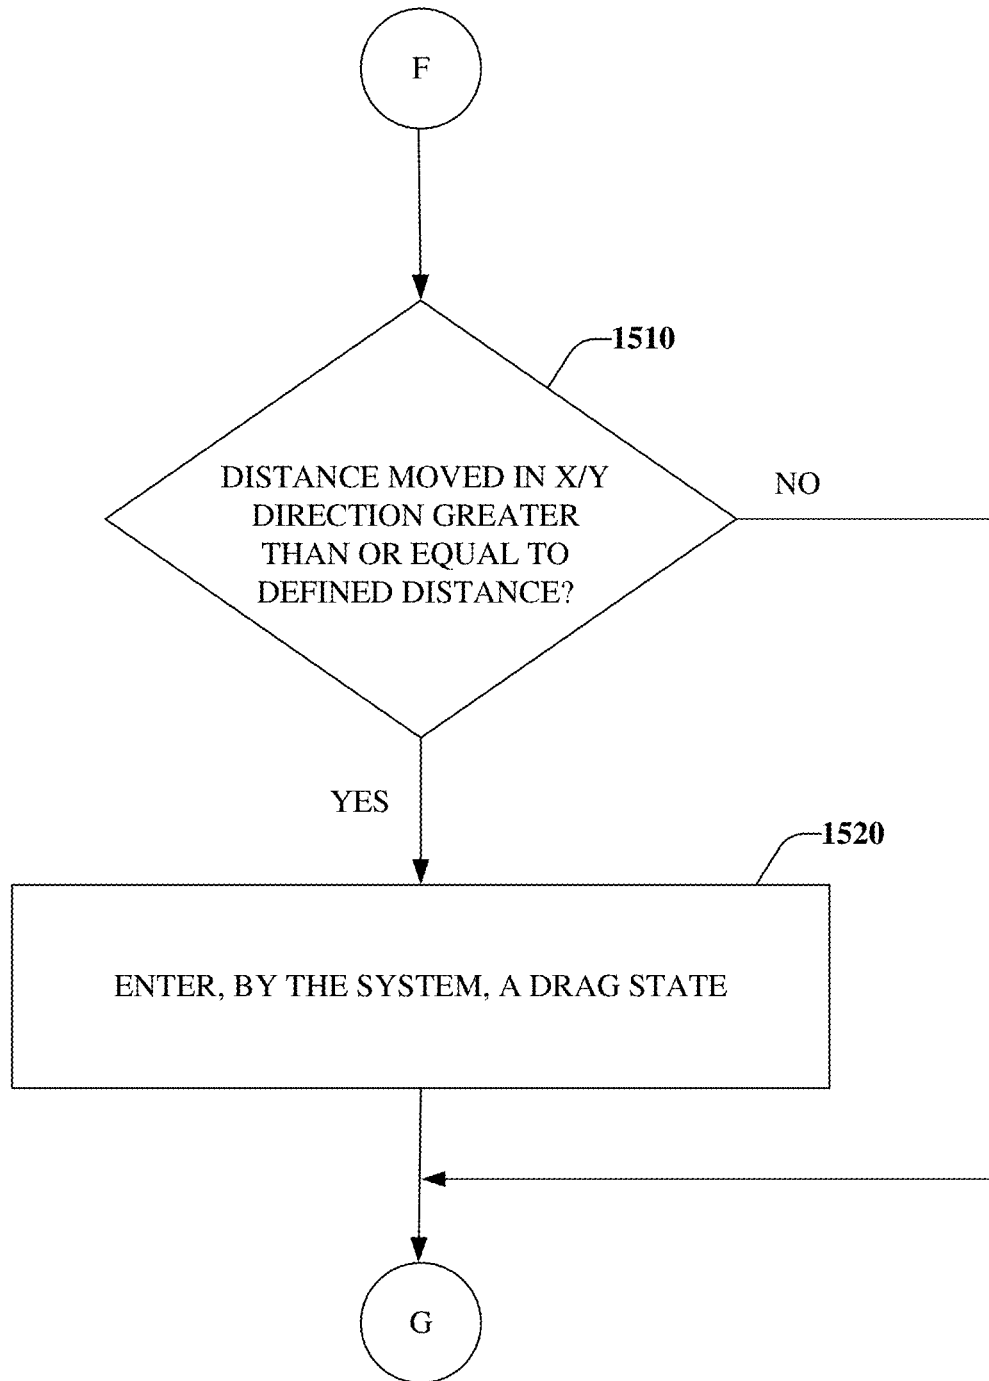 F
1510
DISTANCE MOVED IN X/Y
DIRECTION GREATER
THAN OR EQUAL TO
DEFINED DISTANCE?
NO
YES
1520
ENTER, BY THE SYSTEM, A DRAG STATE
G